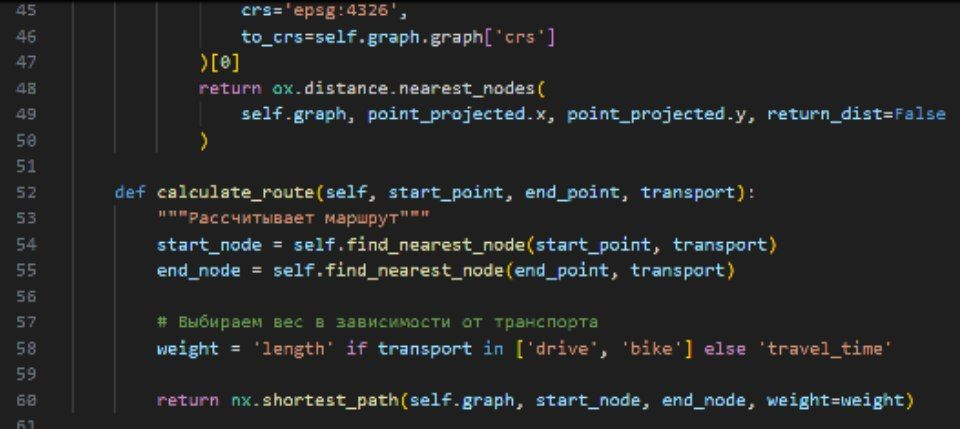 45 crs='epsg:4326',
46 to_crs=self.graph.graph['crs']
47 )[0]
48 return ox.distance.nearest_nodes(
49 self.graph, point_projected.x, point_projected.y, return_dist=False
50 )
51
52 def calculate_route(self, start_point, end_point, transport):
53 """Рассчитывает маршрут"""
54 start_node = self.find_nearest_node(start_point, transport)
55 end_node = self.find_nearest_node(end_point, transport)
56
57 # Выбираем вес в зависимости от транспорта
58 weight = 'length' if transport in ['drive', 'bike'] else 'travel_time'
59
60 return nx.shortest_path(self.graph, start_node, end_node, weight=weight)
61